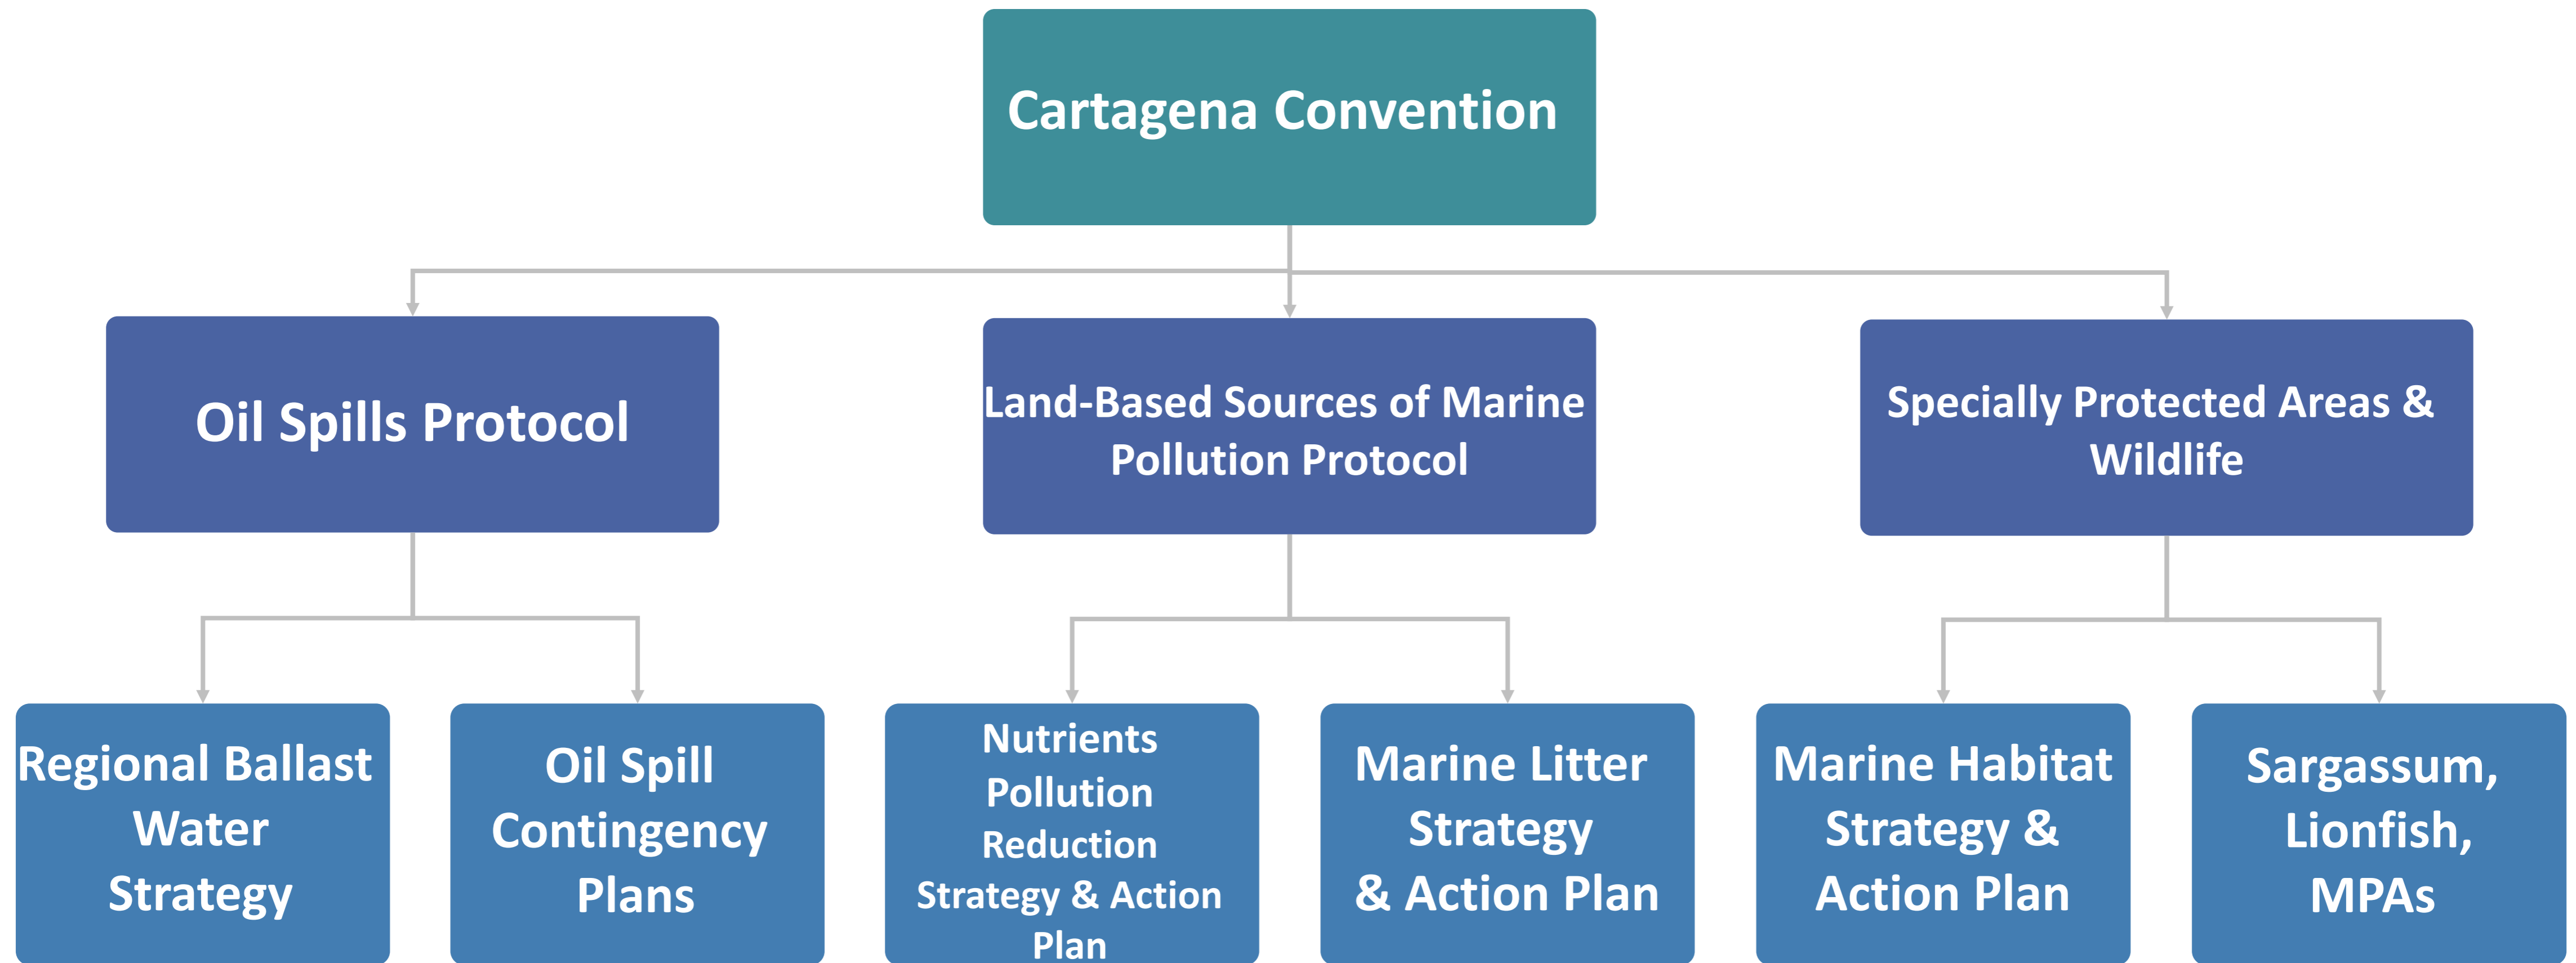 Cartagena Convention
Oil Spills Protocol
Land-Based Sources of Marine
Pollution Protocol
Specially Protected Areas &
Wildlife
Regional Ballast
Water
Strategy
Oil Spill
Contingency
Plans
Nutrients
Pollution
Reduction
Strategy & Action
Plan
Marine Litter
Strategy
& Action Plan
Marine Habitat
Strategy &
Action Plan
Sargassum,
Lionfish,
MPAs